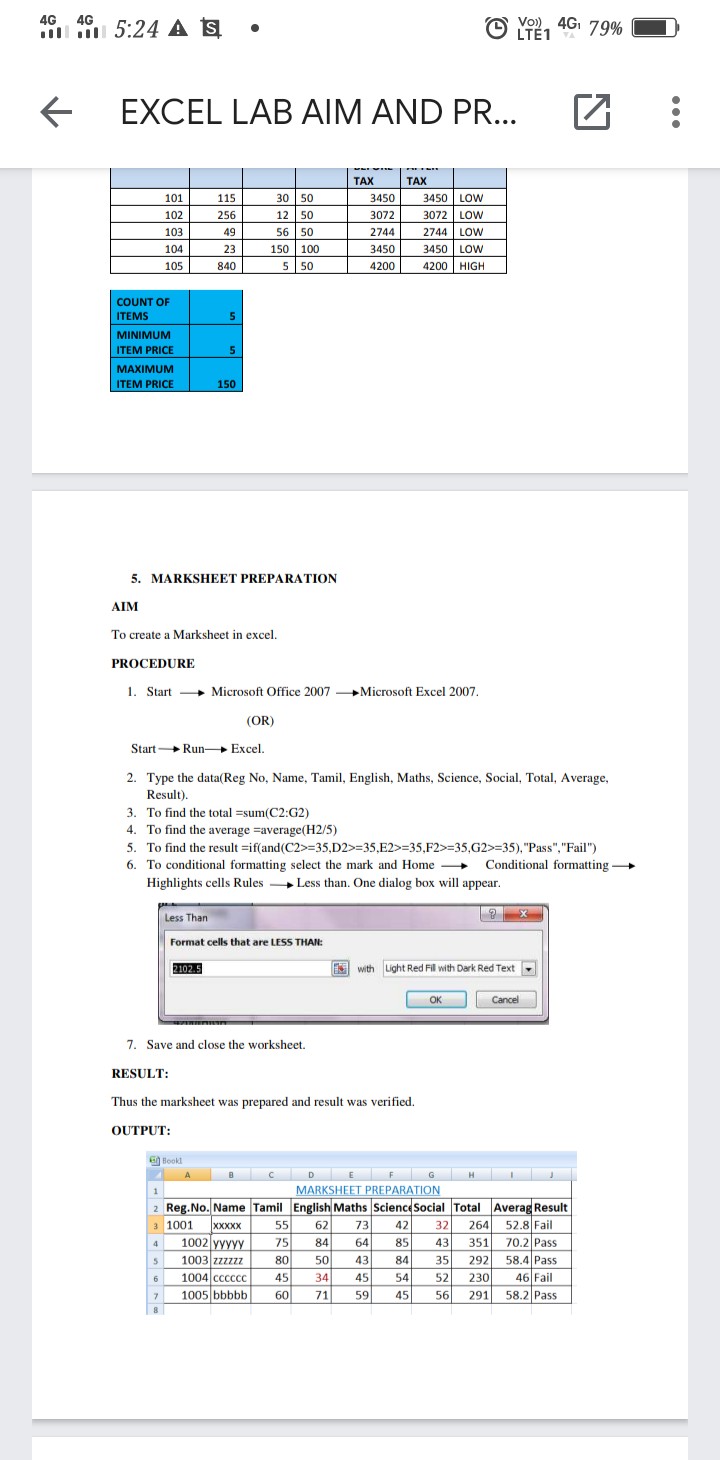 4G 4G 5:24 Vo)) LTE1 4G 79%
EXCEL LAB AIM AND PR...
TAX TAX
101 115 30 50 3450 3450 LOW
102 256 12 50 3072 3072 LOW
103 49 56 50 2744 2744 LOW
104 23 150 100 3450 3450 LOW
105 840 5 50 4200 4200 HIGH
COUNT OF
ITEMS 5
MINIMUM
ITEM PRICE 5
MAXIMUM
ITEM PRICE 150
5. MARKSHEET PREPARATION
AIM
To create a Marksheet in excel.
PROCEDURE
1. Start → Microsoft Office 2007 → Microsoft Excel 2007.
(OR)
Start → Run → Excel.
2. Type the data(Reg No, Name, Tamil, English, Maths, Science, Social, Total, Average,
Result).
3. To find the total =sum(C2:G2)
4. To find the average =average(H2/5)
5. To find the result =if(and(C2>=35,D2>=35,E2>=35,F2>=35,G2>=35),"Pass","Fail")
6. To conditional formatting select the mark and Home → Conditional formatting →
Highlights cells Rules → Less than. One dialog box will appear.
Less Than ? X
Format cells that are LESS THAN:
2102.5 with Light Red Fill with Dark Red Text
OK Cancel
7. Save and close the worksheet.
RESULT:
Thus the marksheet was prepared and result was verified.
OUTPUT:
Book1
A B C D E F G H I J
1 MARKSHEET PREPARATION
2 Reg.No. Name Tamil English Maths Scienc Social Total Averag Result
3 1001 xxxxx 55 62 73 42 32 264 52.8 Fail
4 1002 yyyyy 75 84 64 85 43 351 70.2 Pass
5 1003 zzzzzz 80 50 43 84 35 292 58.4 Pass
6 1004 cccccc 45 34 45 54 52 230 46 Fail
7 1005 bbbbb 60 71 59 45 56 291 58.2 Pass
8